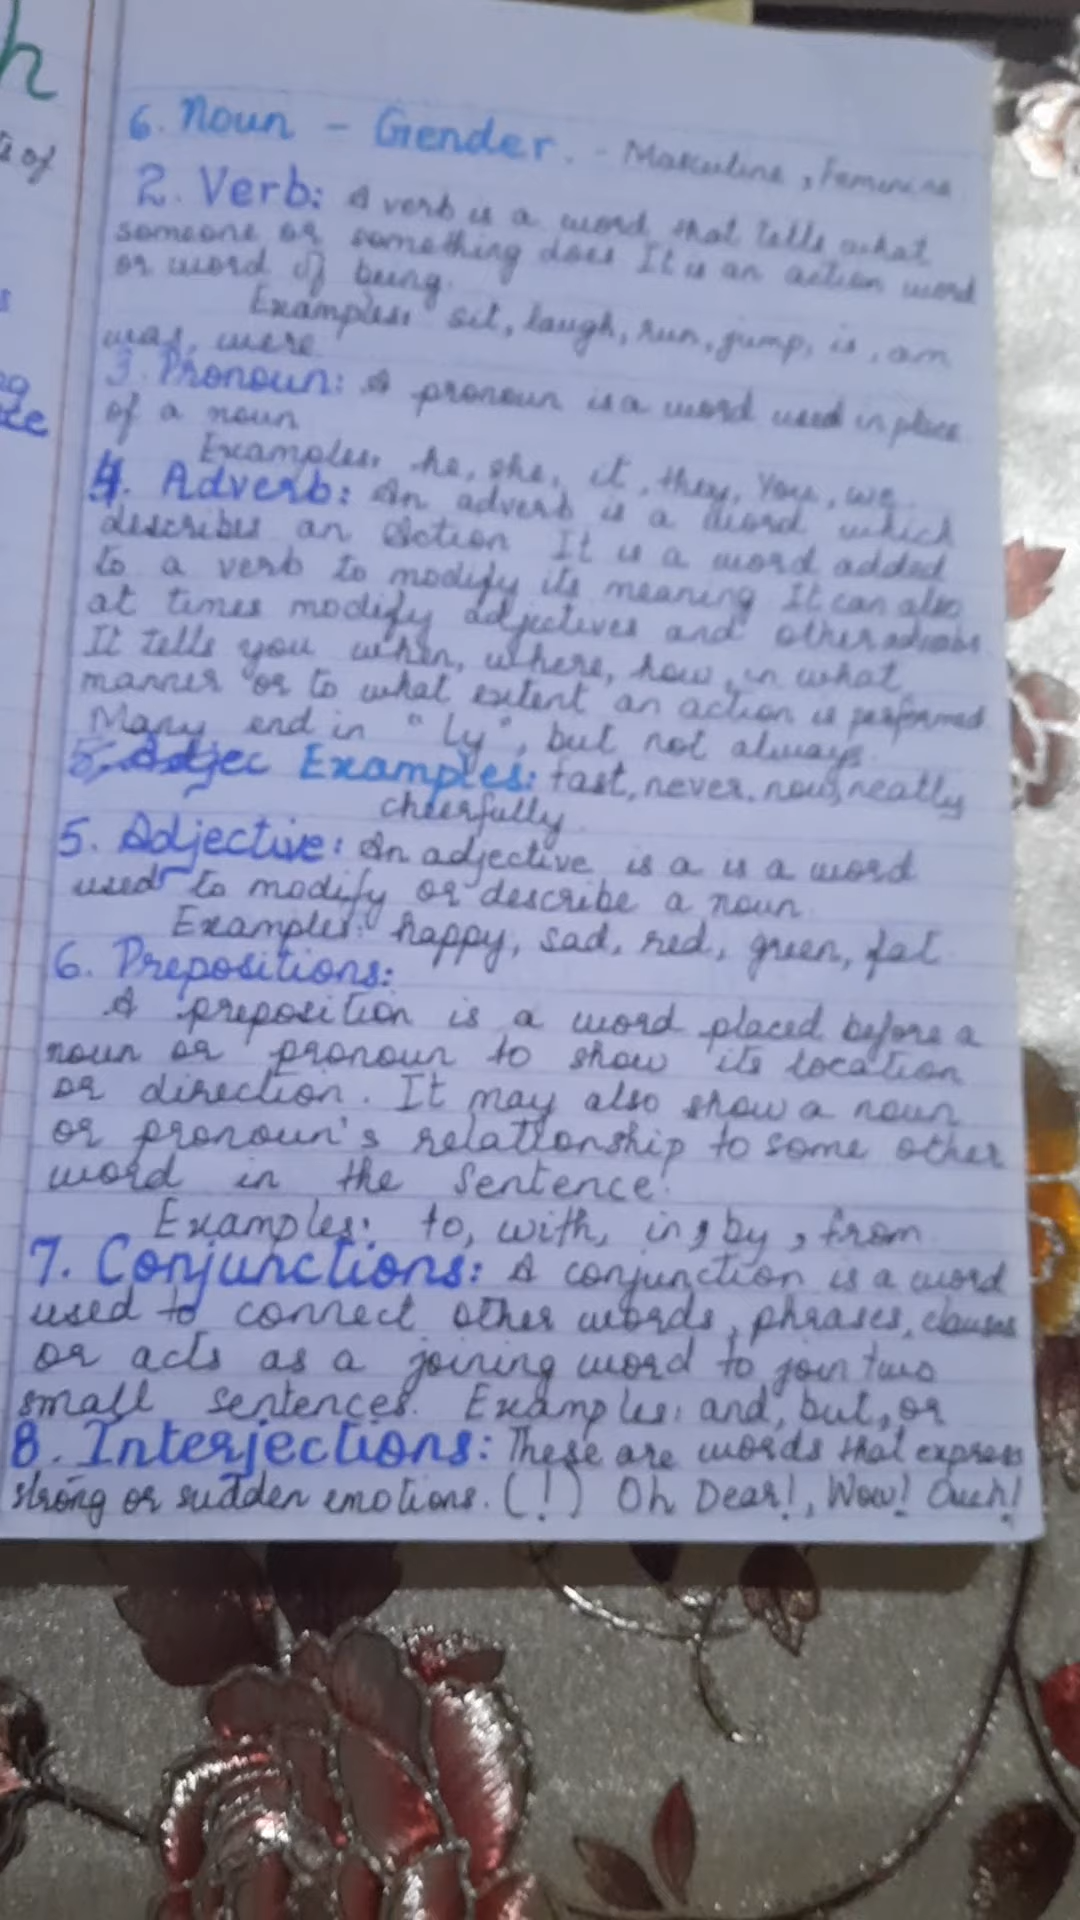 h
s of
s
ng
te
6. Noun - Gender. - Masculine, Feminine
2. Verb: A verb is a word that tells what
someone or something does It is an action word
or word of being.
Examples: sit, laugh, run, jump, is, am
was, were
3. Pronoun: A pronoun is a word used in place
of a noun
Examples: he, she, it, they, You, we
4. Adverb: An adverb is a word which
describes an action It is a word added
to a verb to modify its meaning It can also
at times modify adjectives and other adverbs
It tells you when, where, how, in what
manner or to what extent an action is performed
Many end in "ly", but not always.
5. Adjec Examples: fast, never, now, neatly
cheerfully
5. Adjective: An adjective is a is a word
used to modify or describe a noun.
Examples: happy, sad, red, green, fat
6. Prepositions:
A preposition is a word placed before a
noun or pronoun to show its location
or direction. It may also show a noun
or pronoun's relationship to some other
word in the Sentence.
Examples: to, with, in, by, from
7. Conjunctions: A conjunction is a word
used to connect other words, phrases, clauses
or acts as a joining word to join two
small sentences. Examples: and, but, or
8. Interjections: These are words that express
strong or sudden emotions. (!) Oh Dear!, Wow! Ouch!